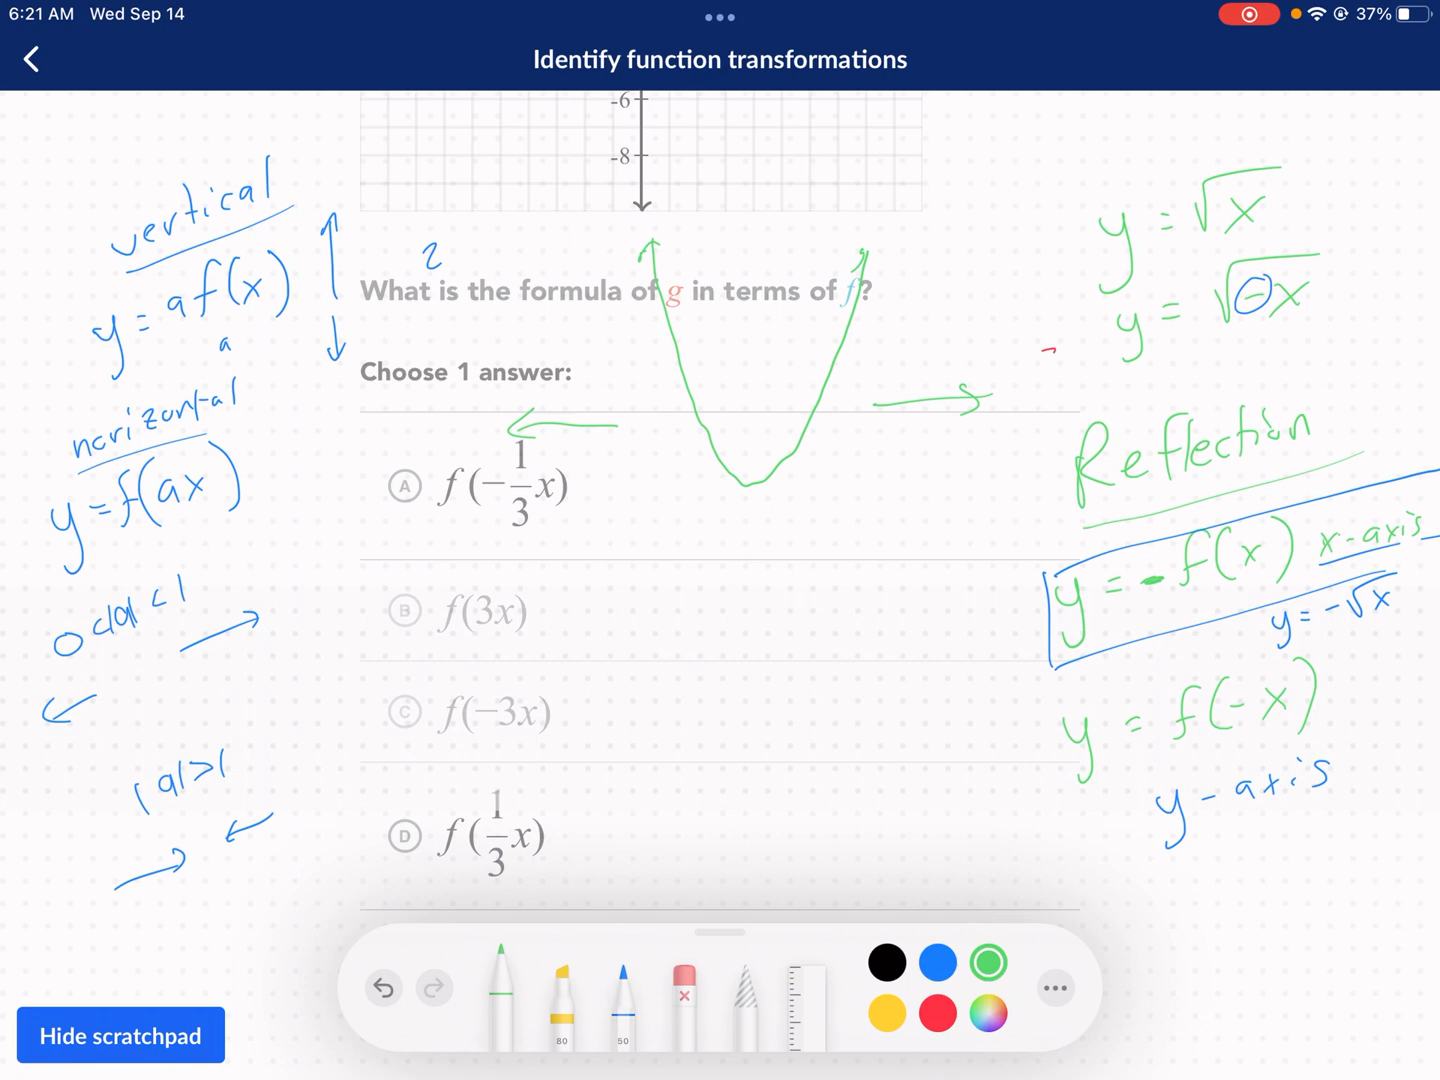 6:21 AM Wed Sep 14
37%
Identify function transformations
-6
-8
vertical
y = a f(x)
a
horizontal
y = f(ax)
0 < |a| < 1
|a| > 1
2
What is the formula of g in terms of f?
Choose 1 answer:
A f(-1/3x)
B f(3x)
C f(−3x)
D f(1/3x)
y = √x
y = √-x
Reflection
y = - f(x) x-axis
y = -√x
y = f(-x)
y - axis
80
50
Hide scratchpad